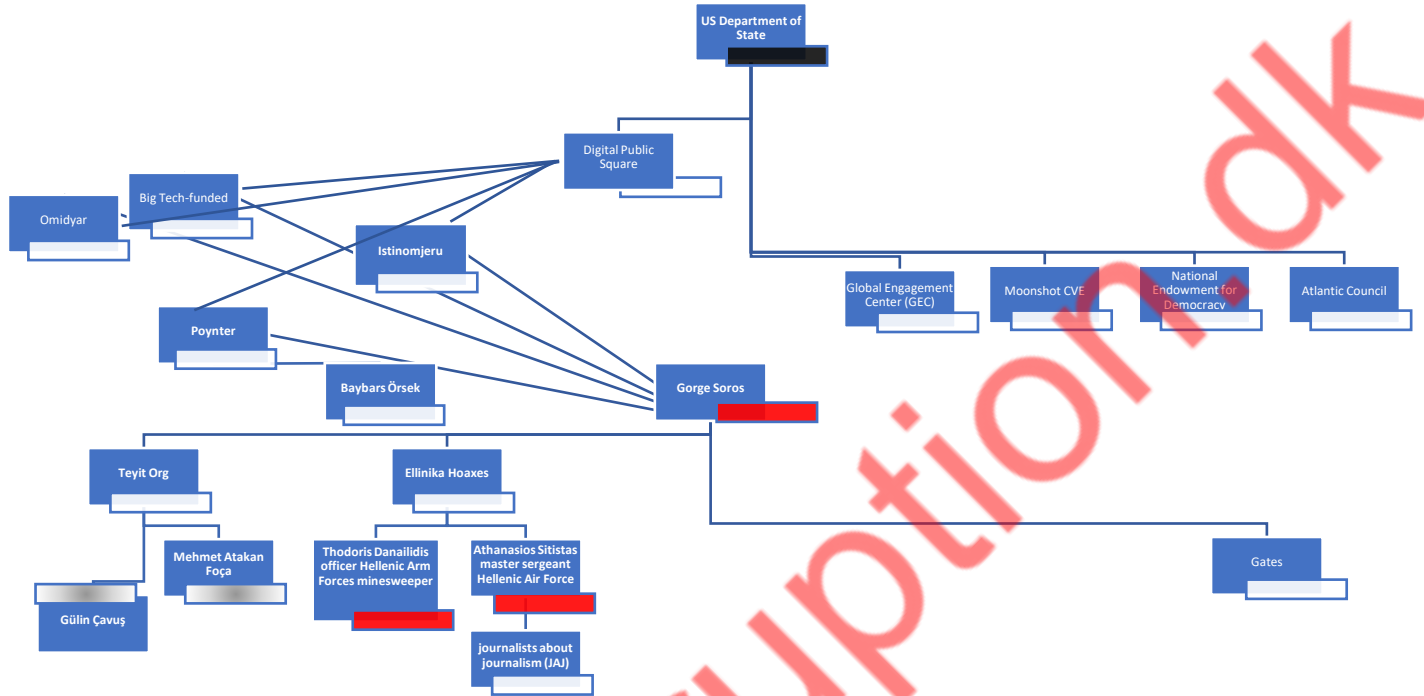 US Department of
State
Digital Public
Square
Big Tech-funded
Omidyar
Istinomjeru
Global Engagement
Center (GEC)
Moonshot CVE
National
Endowment for
Democracy
Atlantic Council
Poynter
Baybars Örsek
Gorge Soros
Teyit Org
Ellinika Hoaxes
Mehmet Atakan
Foça
Thodoris Danailidis
officer Hellenic Arm
Forces minesweeper
Athanasios Sitistas
master sergeant
Hellenic Air Force
Gates
Gülin Çavuş
journalists about
journalism (JAJ)
uption.dk